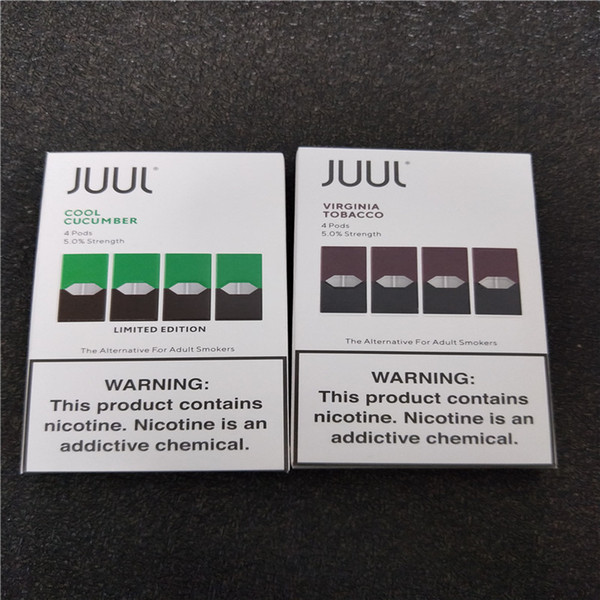 JUUL
COOL
CUCUMBER
4 Pods
5.0% Strength
LIMITED EDITION
The Alternative For Adult Smokers
WARNING:
This product contains
nicotine. Nicotine is an
addictive chemical.
JUUL
VIRGINIA
TOBACCO
4 Pods
5.0% Strength
The Alternative For Adult Smokers
WARNING:
This product contains
nicotine. Nicotine is an
addictive chemical.